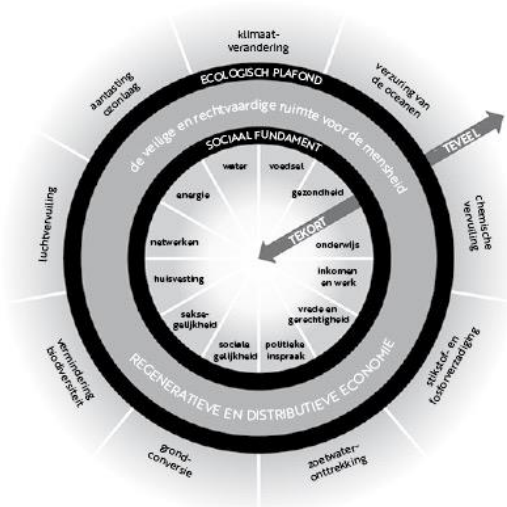 klimaat-
verandering
verzuring van
de oceanen
chemische
vervuiling
stikstof- en
fosforverzadiging
zoetwater-
onttrekking
grond-
conversie
vermindering
biodiversiteit
luchtvervuiling
aantasting
ozonlaag
ECOLOGISCH PLAFOND
de veilige en rechtvaardige ruimte voor de mensheid
SOCIAAL FUNDAMENT
TEVEEL
TEKORT
water
voedsel
gezondheid
onderwijs
inkomen
en werk
vrede en
gerechtigheid
politieke
inspraak
sociale
gelijkheid
sekse-
gelijkheid
huisvesting
netwerken
energie
REGENERATIEVE EN DISTRIBUTIEVE ECONOMIE